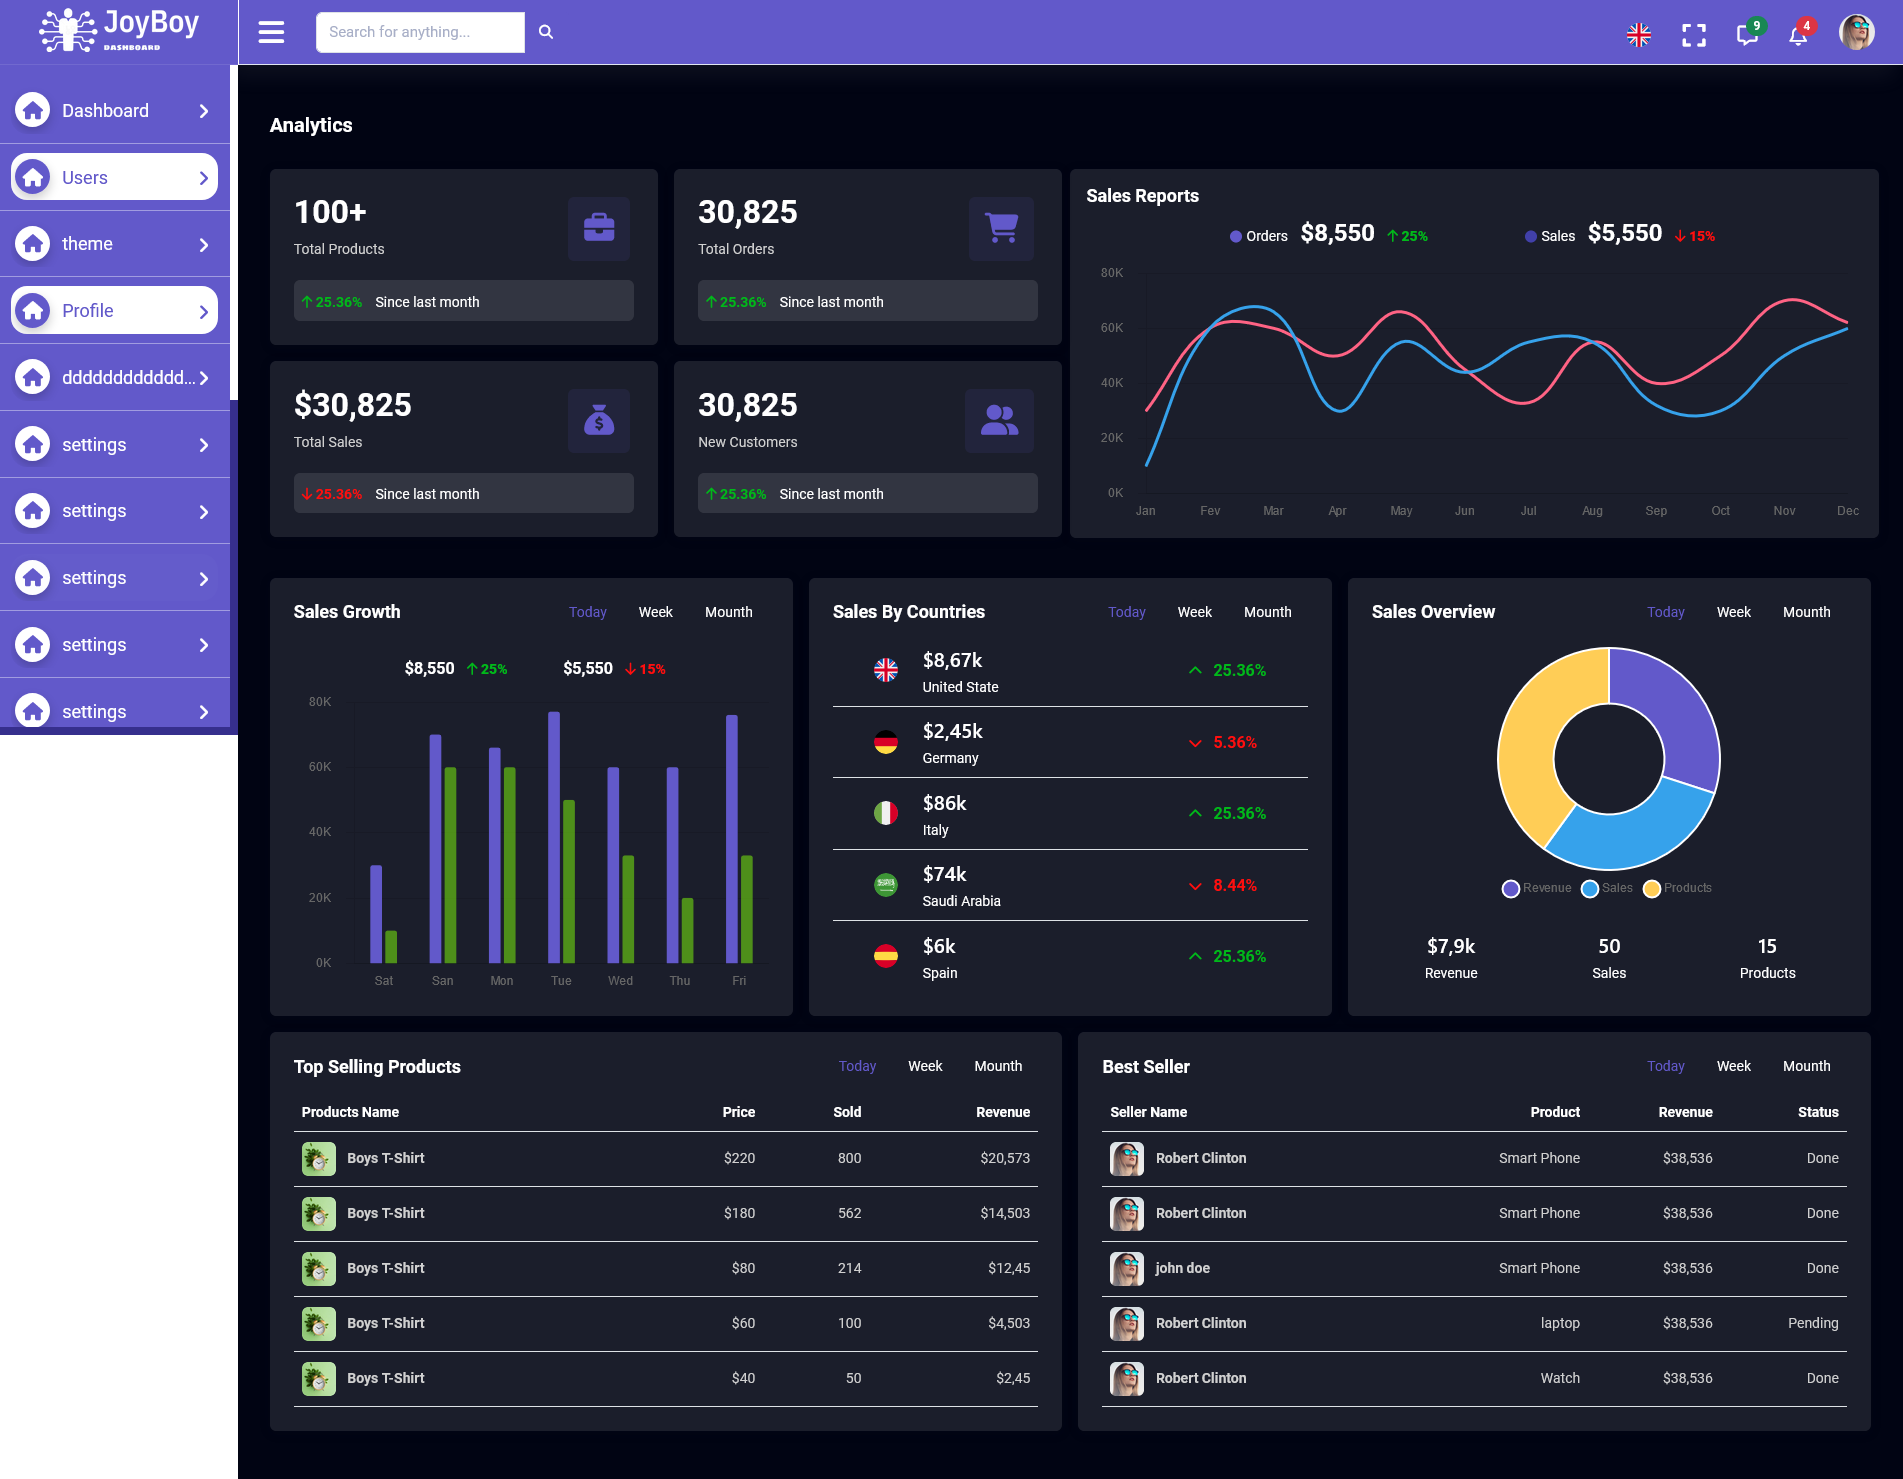 JoyBoy
DASHBOARD
Search for anything...
9
4
Dashboard
Users
theme
Profile
dddddddddddd...
settings
settings
settings
settings
settings
Analytics
100+
Total Products
25.36% Since last month
30,825
Total Orders
25.36% Since last month
$30,825
Total Sales
25.36% Since last month
30,825
New Customers
25.36% Since last month
Sales Reports
Orders $8,550 25%
Sales $5,550 15%
80K
60K
40K
20K
0K
Jan Fev Mar Apr May Jun Jul Aug Sep Oct Nov Dec
Sales Growth
Today Week Mounth
$8,550 25% $5,550 15%
80K
60K
40K
20K
0K
Sat San Mon Tue Wed Thu Fri
Sales By Countries
Today Week Mounth
$8,67k
United State
25.36%
$2,45k
Germany
5.36%
$86k
Italy
25.36%
$74k
Saudi Arabia
8.44%
$6k
Spain
25.36%
Sales Overview
Today Week Mounth
Revenue Sales Products
$7,9k 50 15
Revenue Sales Products
Top Selling Products
Today Week Mounth
Products Name Price Sold Revenue
Boys T-Shirt $220 800 $20,573
Boys T-Shirt $180 562 $14,503
Boys T-Shirt $80 214 $12,45
Boys T-Shirt $60 100 $4,503
Boys T-Shirt $40 50 $2,45
Best Seller
Today Week Mounth
Seller Name Product Revenue Status
Robert Clinton Smart Phone $38,536 Done
Robert Clinton Smart Phone $38,536 Done
john doe Smart Phone $38,536 Done
Robert Clinton laptop $38,536 Pending
Robert Clinton Watch $38,536 Done